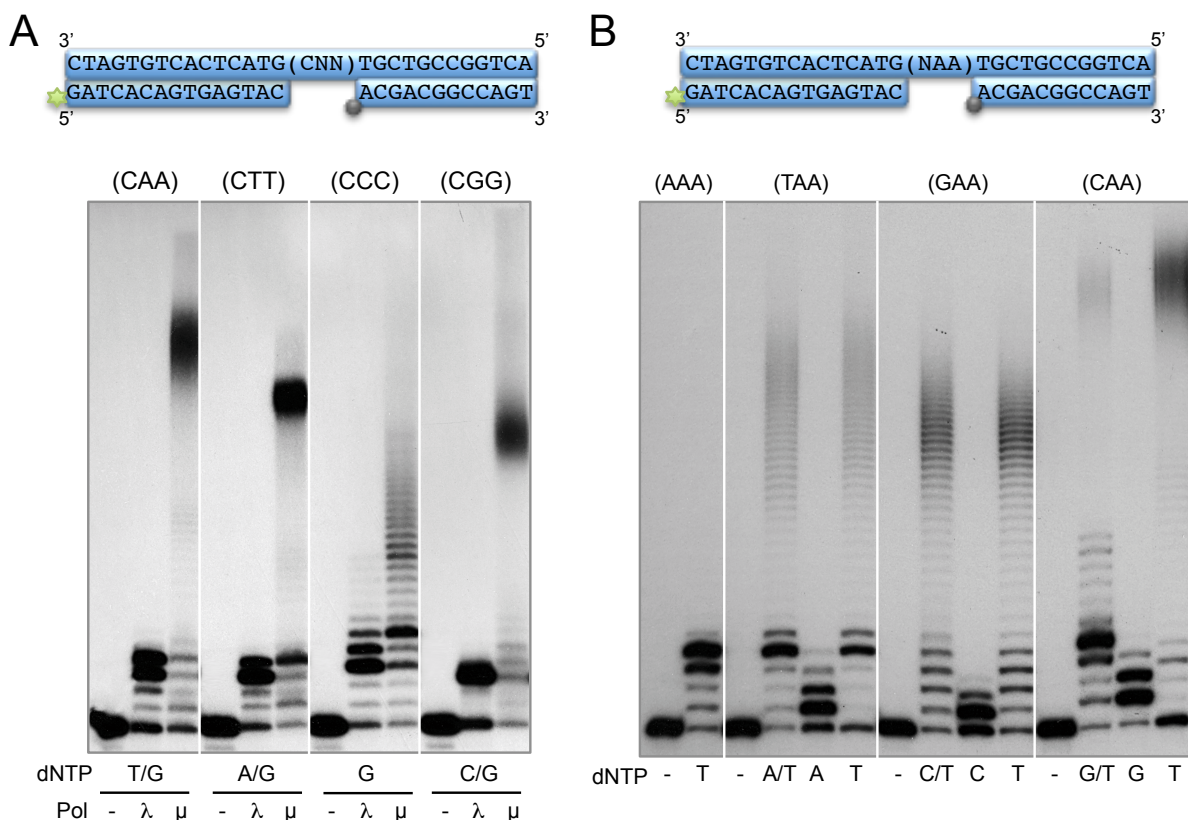 A
3’ 5’
CTAGTGTCACTCATG(CNN)TGCTGCCGGTCA
GATCACAGTGAGTAC ACGACGGCCAGT
5’ 3’
(CAA) (CTT) (CCC) (CGG)
dNTP T/G A/G G C/G
Pol - λ μ - λ μ - λ μ - λ μ
B
3’ 5’
CTAGTGTCACTCATG(NAA)TGCTGCCGGTCA
GATCACAGTGAGTAC ACGACGGCCAGT
5’ 3’
(AAA) (TAA) (GAA) (CAA)
dNTP - T - A/T A T - C/T C T - G/T G T